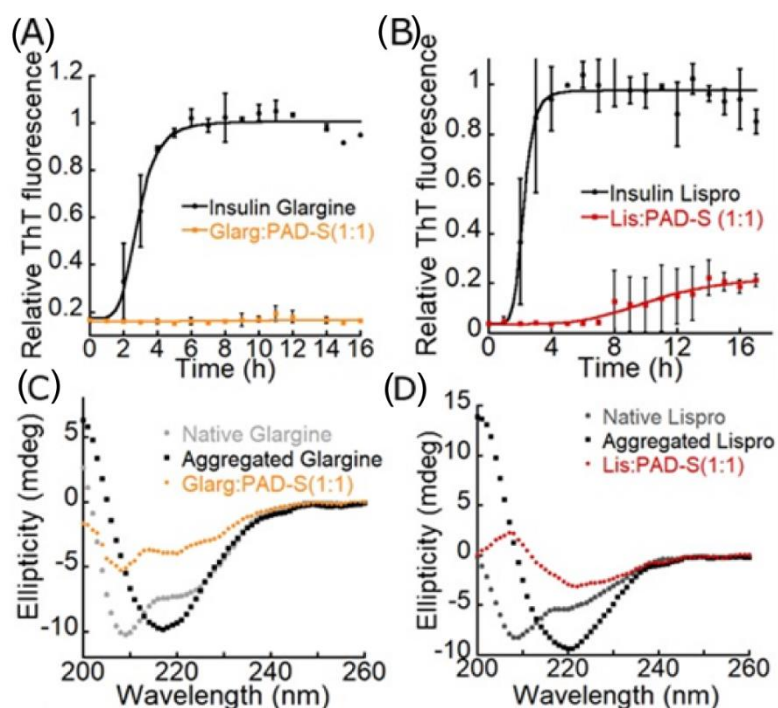 (A)
Relative ThT fluorescence
1.2
1
0.8
0.6
0.4
0.2
Insulin Glargine
Glarg:PAD-S(1:1)
0 2 4 6 8 10 12 14 16
Time (h)
(B)
Relative ThT fluorescence
1
0.8
0.6
0.4
0.2
0
Insulin Lispro
Lis:PAD-S (1:1)
0 4 8 12 16
Time (h)
(C)
Ellipticity (mdeg)
5
0
-5
-10
Native Glargine
Aggregated Glargine
Glarg:PAD-S(1:1)
200 220 240 260
Wavelength (nm)
(D)
Ellipticity (mdeg)
15
10
5
0
-5
-10
Native Lispro
Aggregated Lispro
Lis:PAD-S(1:1)
200 220 240 260
Wavelength (nm)